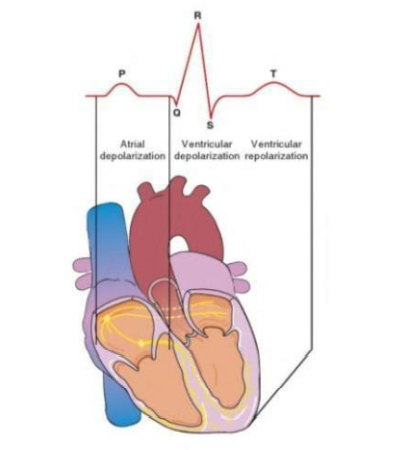 R
P
T
Q
S
Atrial
depolarization
Ventricular
depolarization
Ventricular
repolarization